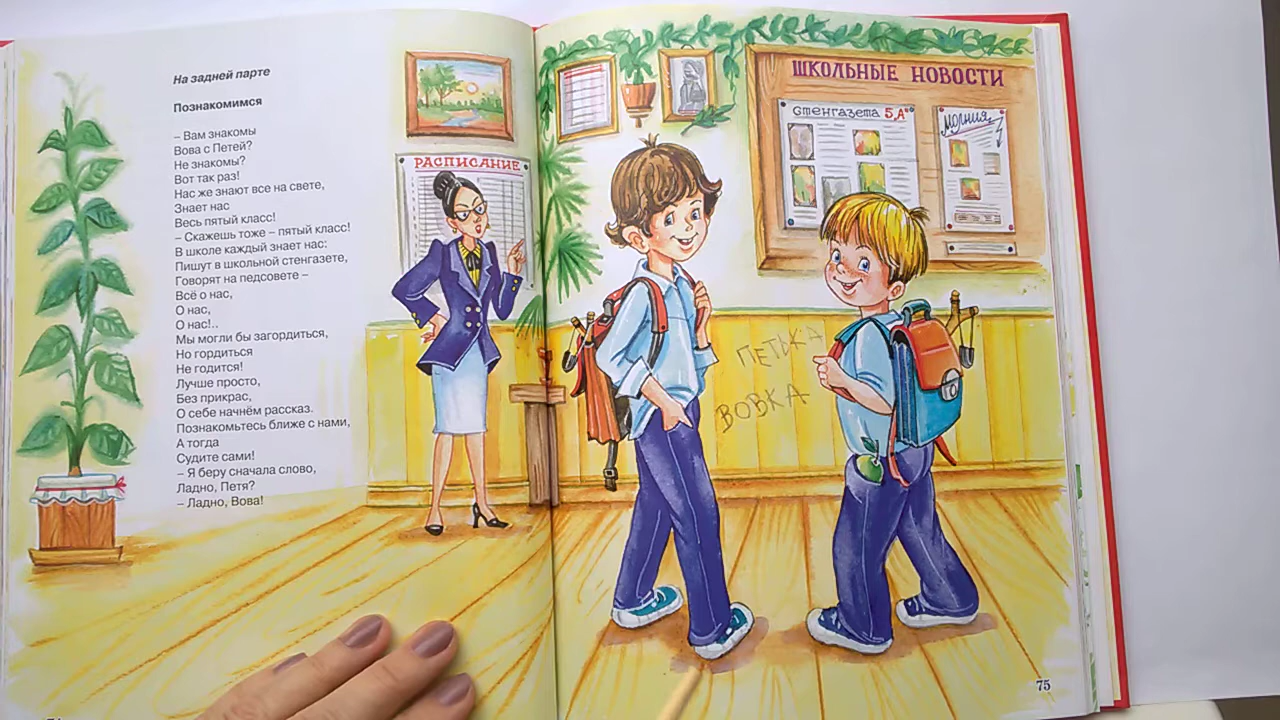 На задней парте
Познакомимся
– Вам знакомы
Вова с Петей?
Не знакомы?
Вот так раз!
Нас же знают все на свете,
Знает нас
Весь пятый класс!
– Скажешь тоже – пятый класс!
В школе каждый знает нас:
Пишут в школьной стенгазете,
Говорят на педсовете –
Всё о нас,
О нас,
О нас!..
Мы могли бы загордиться,
Но гордиться
Не годится!
Лучше просто,
Без прикрас,
О себе начнём рассказ.
Познакомьтесь ближе с нами,
А тогда
Судите сами!
– Я беру сначала слово,
Ладно, Петя?
– Ладно, Вова!
РАСПИСАНИЕ
ШКОЛЬНЫЕ НОВОСТИ
Стенгазета 5„А"
Молния
ПЕТЬКА
ВОВКА
75